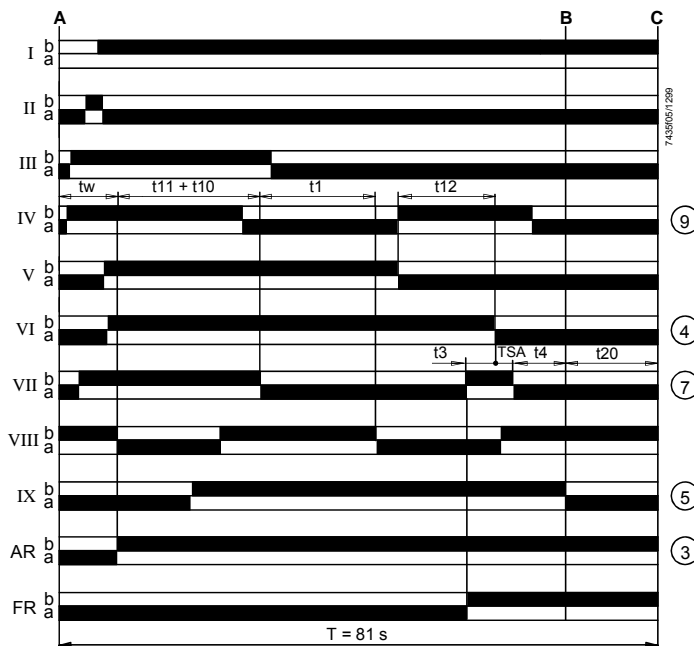 A B C
I b
a
II b
a
7435f05/1299
III b
a
tw t11 + t10 t1 t12
IV b
a 9
V b
a
VI b
a 4
t3 TSA t4 t20
VII b
a 7
VIII b
a
IX b
a 5
AR b
a 3
FR b
a
T = 81 s